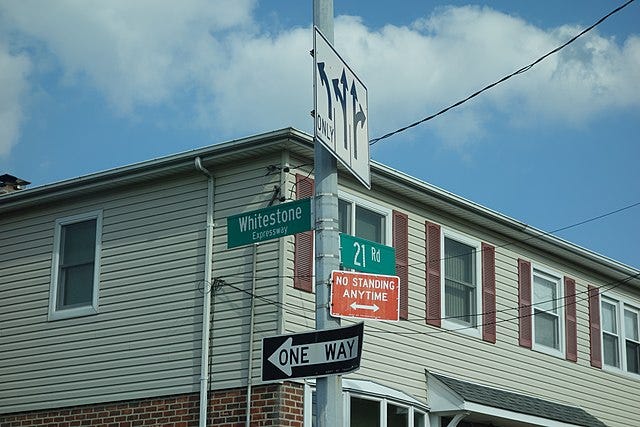 ONLY
Whitestone
Expressway
21 Rd
NO STANDING
ANYTIME
ONE WAY